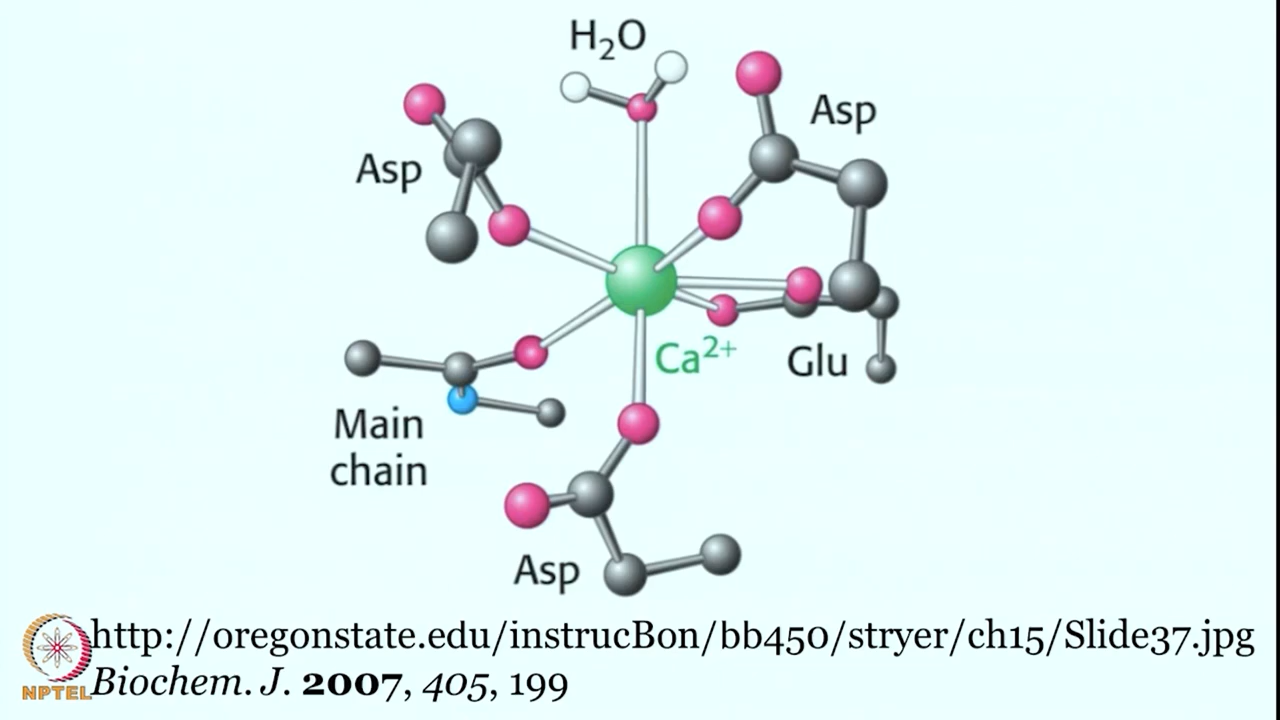 H₂O
Asp
Asp
Ca²⁺
Glu
Main
chain
Asp
http://oregonstate.edu/instrucBon/bb450/stryer/ch15/Slide37.jpg
Biochem. J. 2007, 405, 199
NPTEL